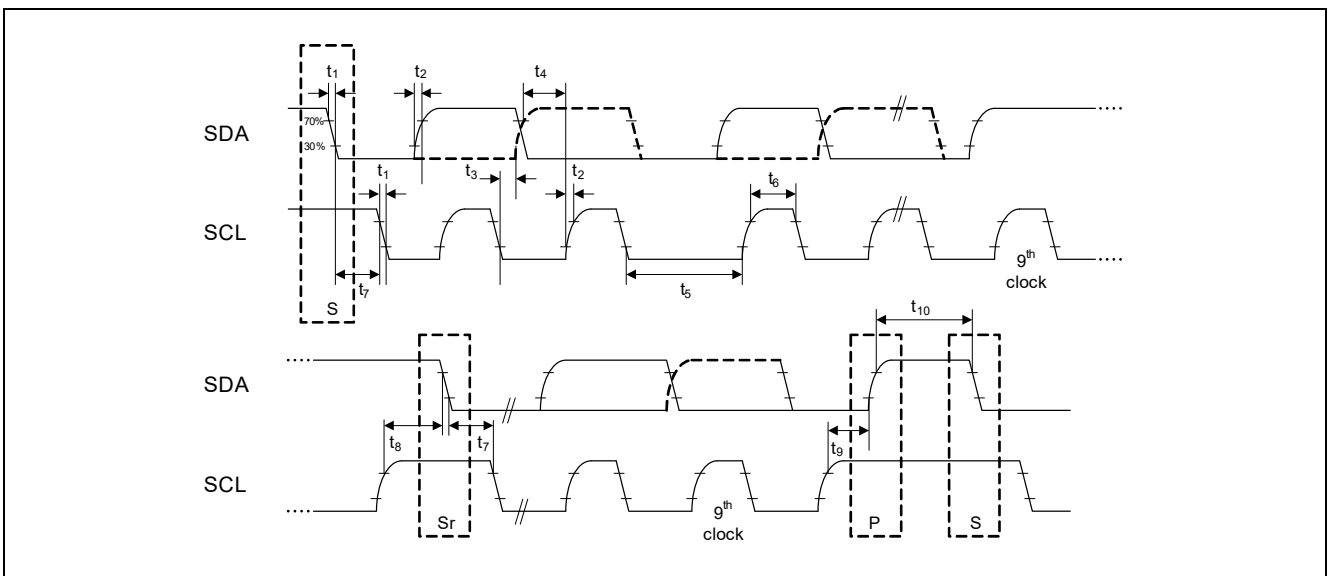 t1 t2 t4
70%
SDA
30%
t1 t3 t2 t6
SCL
9th
clock
t7 t5
S
t10
SDA
t8 t7 t9
SCL
9th
clock
Sr P S